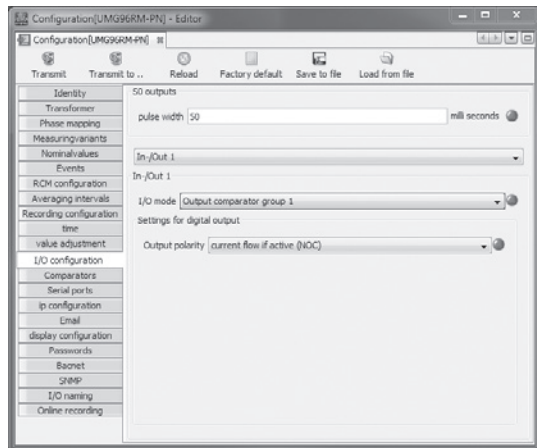 Configuration[UMG96RM-PN] - Editor
Configuration[UMG96RM-PN]
Transmit
Transmit to ..
Reload
Factory default
Save to file
Load from file
Identity
Transformer
Phase mapping
Measuringvariants
Nominalvalues
Events
RCM configuration
Averaging intervals
Recording configuration
time
value adjustment
I/O configuration
Comparators
Serial ports
ip configuration
Email
display configuration
Passwords
Bacnet
SNMP
I/O naming
Online recording
S0 outputs
pulse width 50 milli seconds
In-/Out 1
In-/Out 1
I/O mode Output comparator group 1
Settings for digital output
Output polarity current flow if active (NOC)